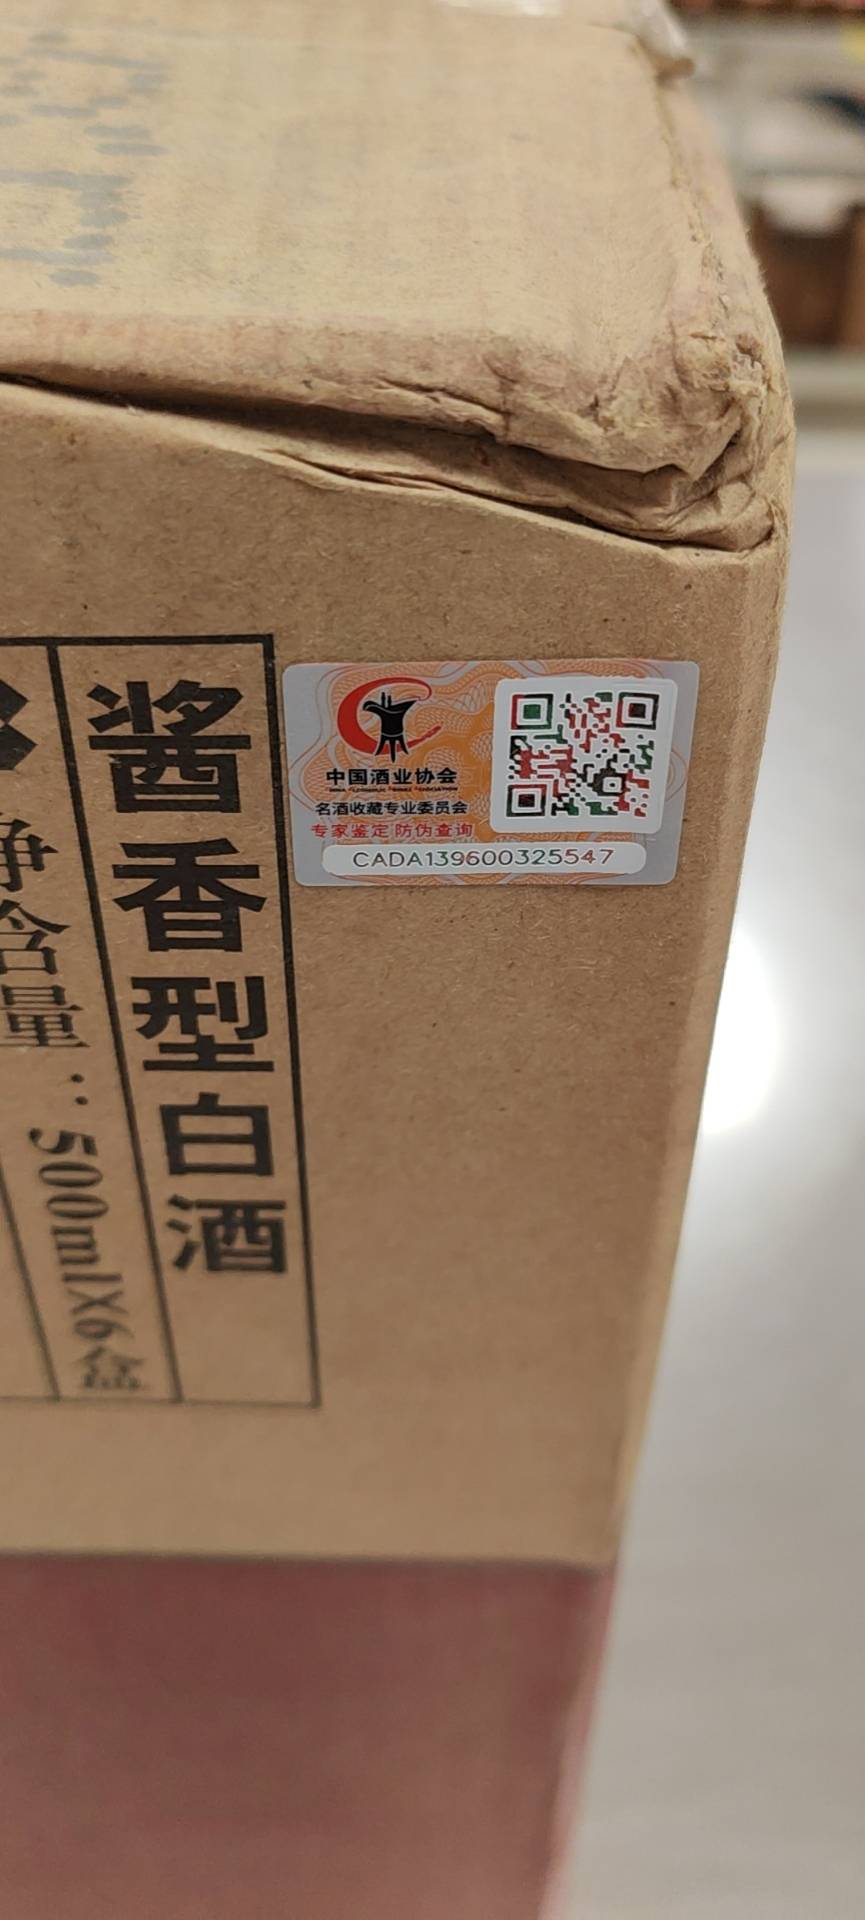 酱香型白酒
净含量：500mlX6盒
中国酒业协会
名酒收藏专业委员会
专家鉴定 防伪查询
CADA139600325547